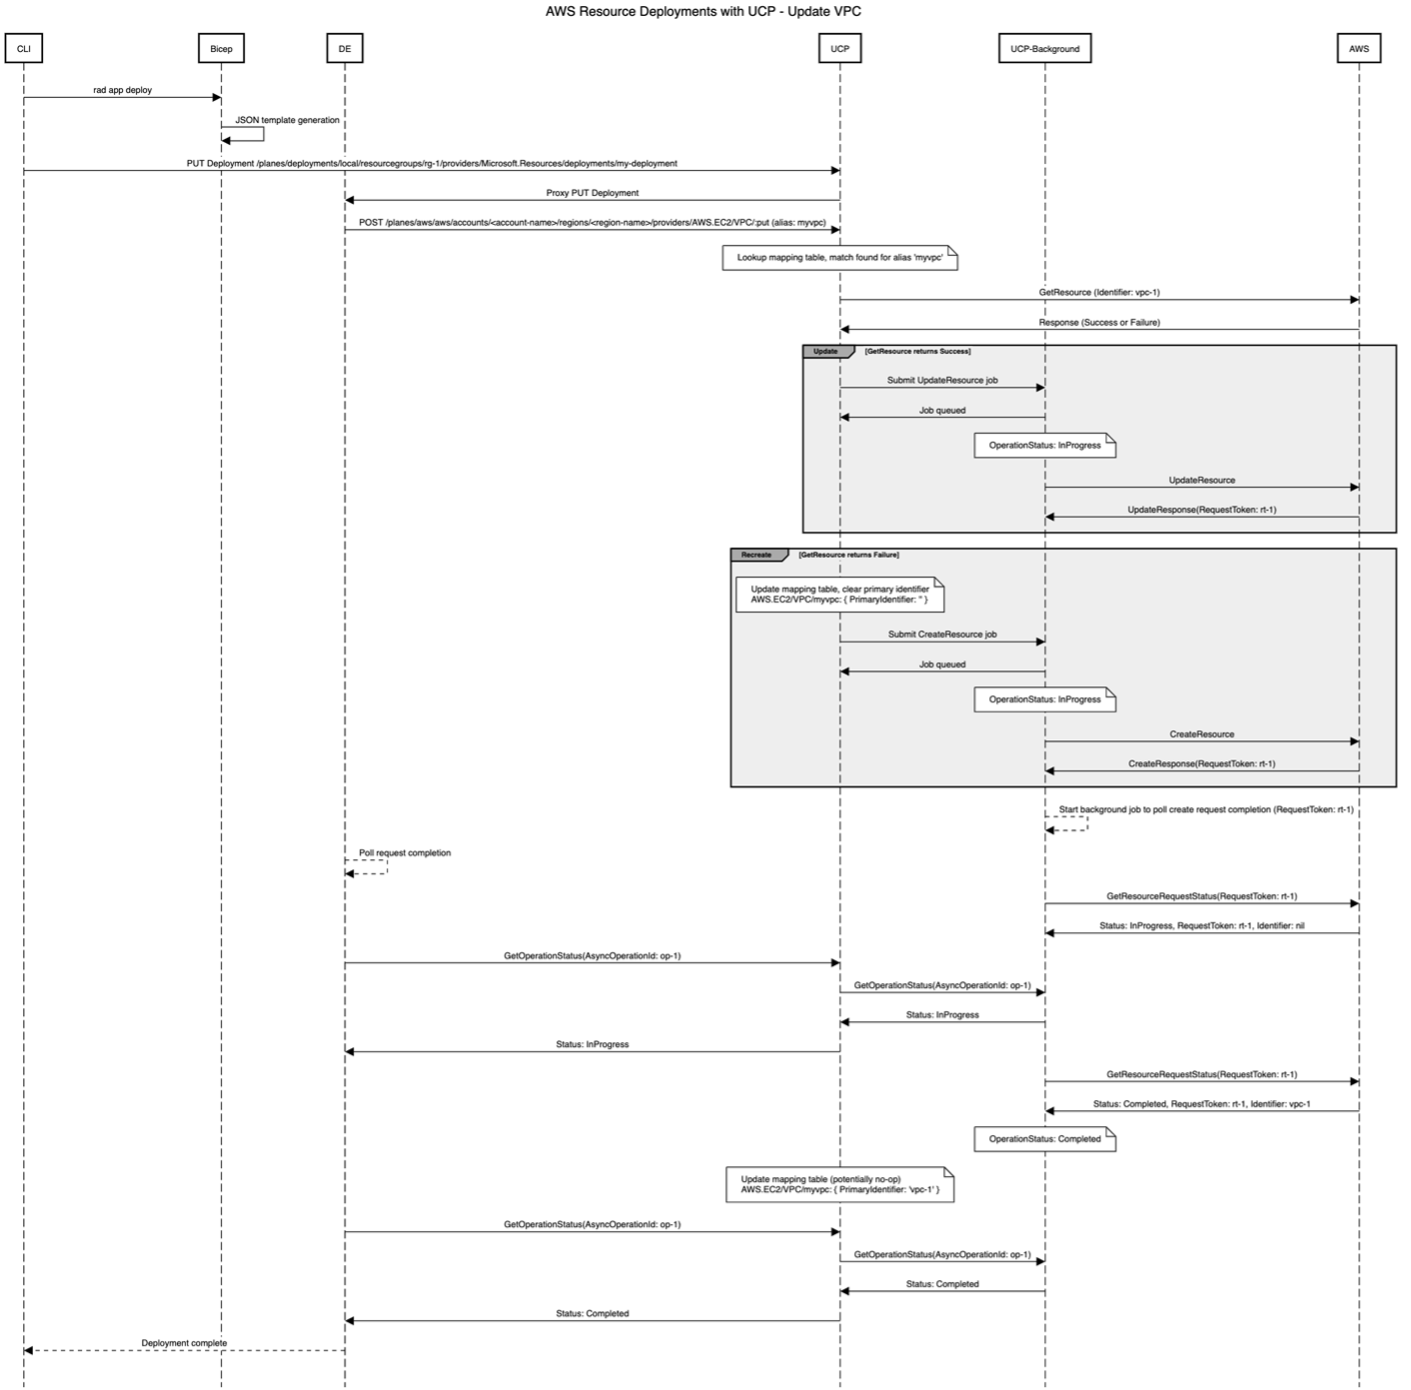 AWS Resource Deployments with UCP - Update VPC
CLI
Bicep
DE
UCP
UCP-Background
AWS
rad app deploy
JSON template generation
PUT Deployment /planes/deployments/local/resourcegroups/rg-1/providers/Microsoft.Resources/deployments/my-deployment
Proxy PUT Deployment
POST /planes/aws/aws/accounts/<account-name>/regions/<region-name>/providers/AWS.EC2/VPC/:put (alias: myvpc)
Lookup mapping table, match found for alias 'myvpc'
GetResource (Identifier: vpc-1)
Response (Success or Failure)
Update
[GetResource returns Success]
Submit UpdateResource job
Job queued
OperationStatus: InProgress
UpdateResource
UpdateResponse(RequestToken: rt-1)
Recreate
[GetResource returns Failure]
Update mapping table, clear primary identifier
AWS.EC2/VPC/myvpc: { PrimaryIdentifier: '' }
Submit CreateResource job
Job queued
OperationStatus: InProgress
CreateResource
CreateResponse(RequestToken: rt-1)
Start background job to poll create request completion (RequestToken: rt-1)
Poll request completion
GetResourceRequestStatus(RequestToken: rt-1)
Status: InProgress, RequestToken: rt-1, Identifier: nil
GetOperationStatus(AsyncOperationId: op-1)
GetOperationStatus(AsyncOperationId: op-1)
Status: InProgress
Status: InProgress
GetResourceRequestStatus(RequestToken: rt-1)
Status: Completed, RequestToken: rt-1, Identifier: vpc-1
OperationStatus: Completed
Update mapping table (potentially no-op)
AWS.EC2/VPC/myvpc: { PrimaryIdentifier: 'vpc-1' }
GetOperationStatus(AsyncOperationId: op-1)
GetOperationStatus(AsyncOperationId: op-1)
Status: Completed
Status: Completed
Deployment complete